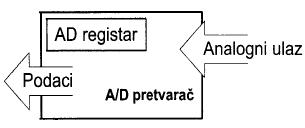 AD registar
Analogni ulaz
Podaci
A/D pretvarač